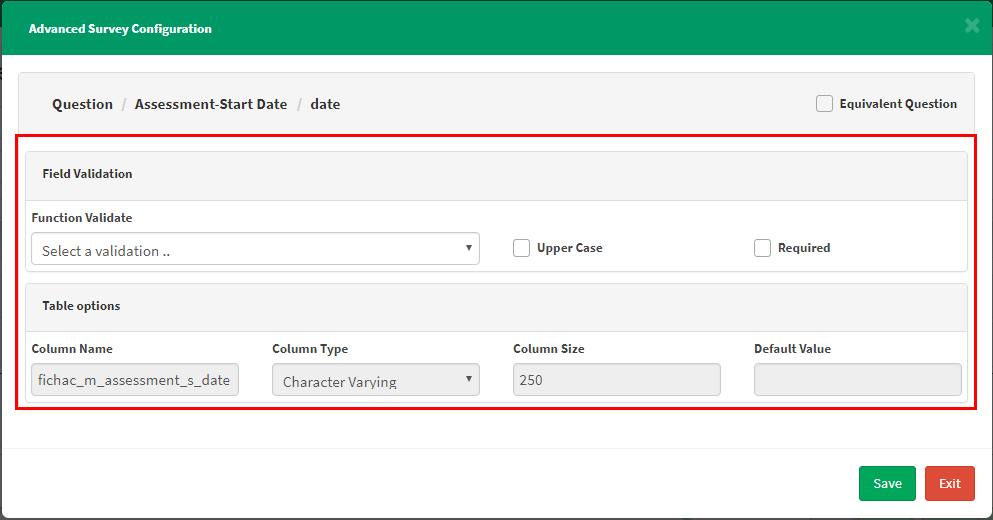 Advanced Survey Configuration
Question / Assessment-Start Date / date
Equivalent Question
Field Validation
Function Validate
Select a validation ..
Upper Case
Required
Table options
Column Name
Column Type
Column Size
Default Value
fichac_m_assessment_s_date
Character Varying
250
Save
Exit